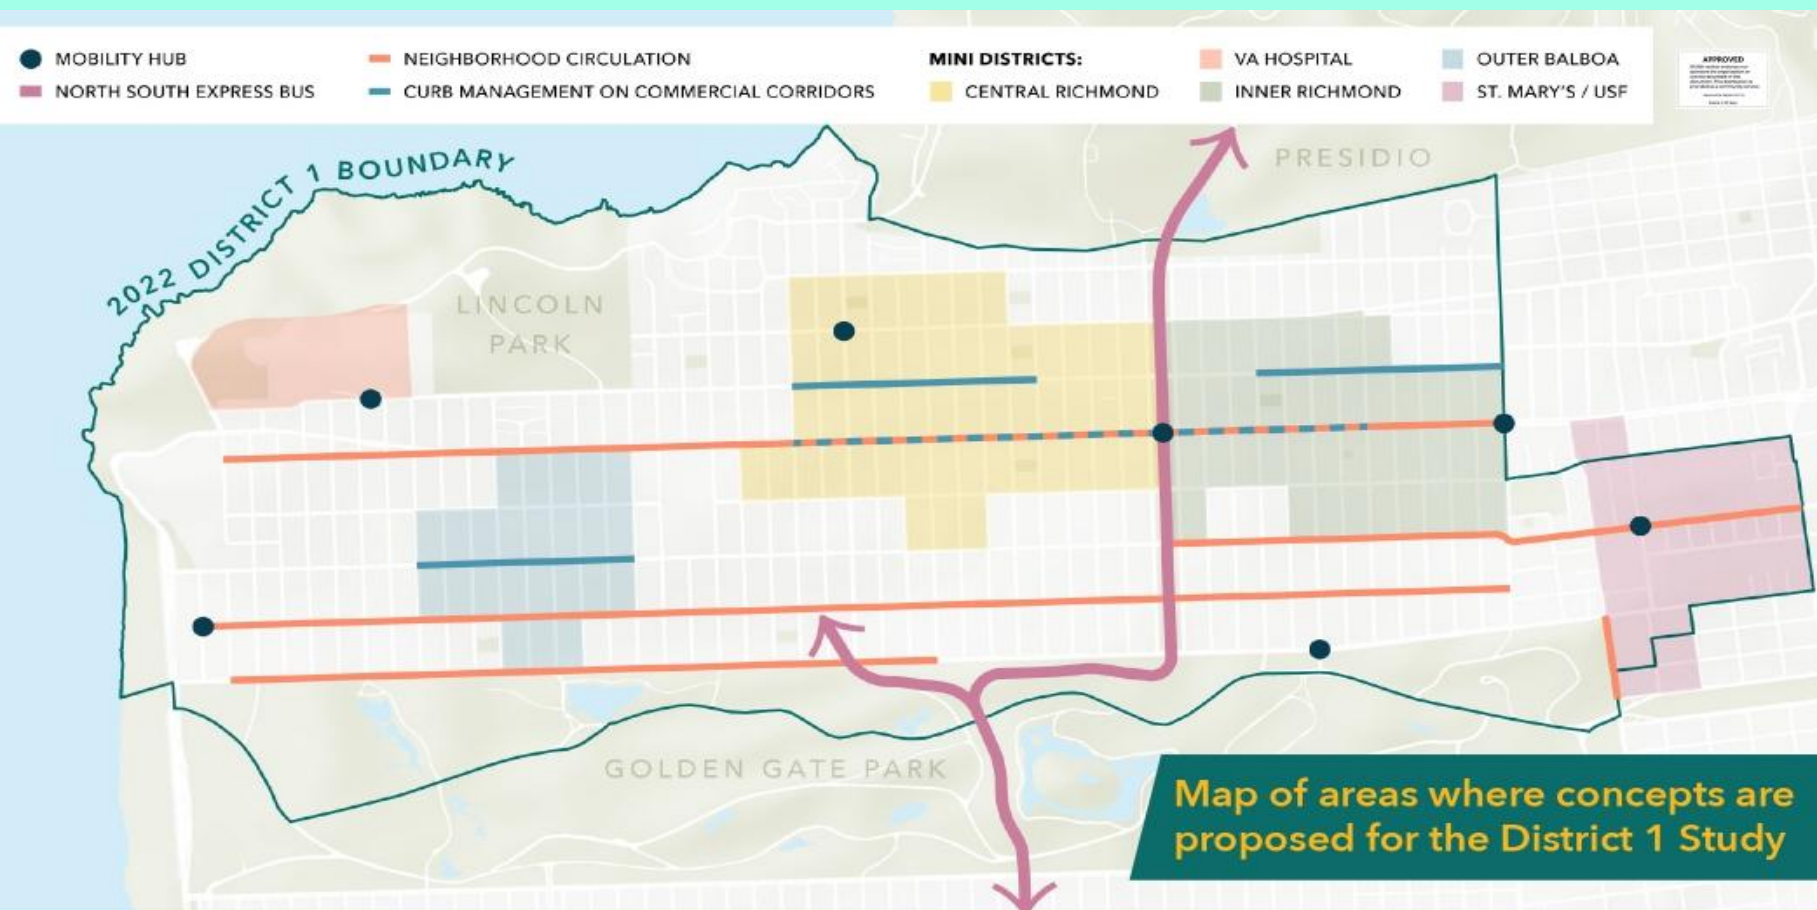 MOBILITY HUB
NORTH SOUTH EXPRESS BUS
NEIGHBORHOOD CIRCULATION
CURB MANAGEMENT ON COMMERCIAL CORRIDORS
MINI DISTRICTS:
CENTRAL RICHMOND
VA HOSPITAL
INNER RICHMOND
OUTER BALBOA
ST. MARY'S / USF
APPROVED
2022 DISTRICT 1 BOUNDARY
PRESIDIO
LINCOLN
PARK
GOLDEN GATE PARK
Map of areas where concepts are
proposed for the District 1 Study